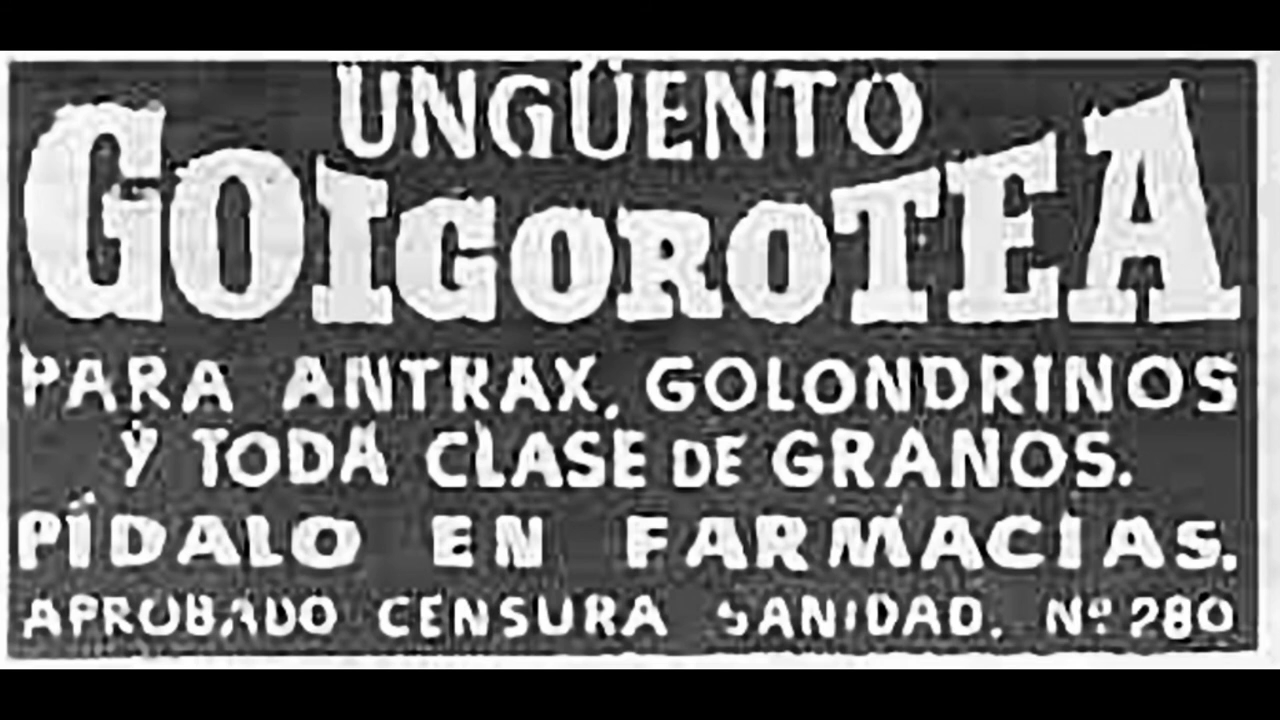 UNGÜENTO
GOIGOROTEA
PARA ANTRAX, GOLONDRINOS
Y TODA CLASE DE GRANOS.
PÍDALO EN FARMACIAS.
APROBADO CENSURA SANIDAD. Nº 280